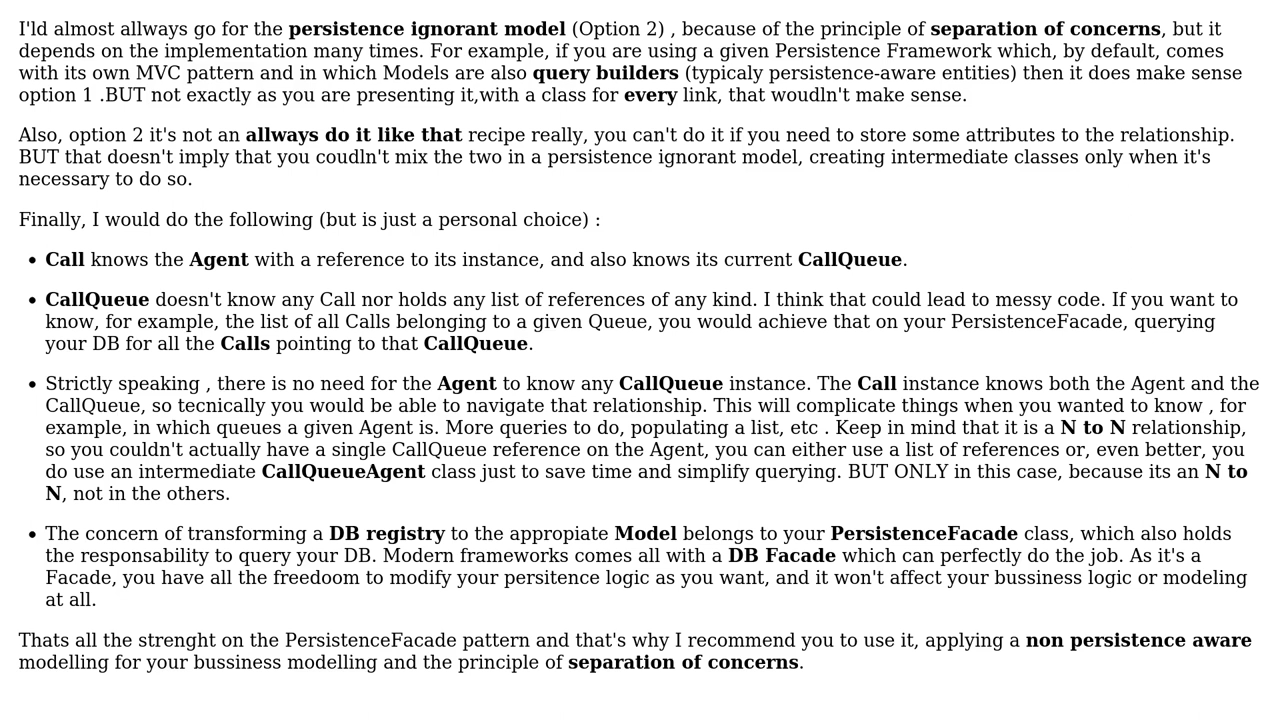 I'ld almost allways go for the persistence ignorant model (Option 2) , because of the principle of separation of concerns, but it
depends on the implementation many times. For example, if you are using a given Persistence Framework which, by default, comes
with its own MVC pattern and in which Models are also query builders (typicaly persistence-aware entities) then it does make sense
option 1 .BUT not exactly as you are presenting it,with a class for every link, that woudln't make sense.
Also, option 2 it's not an allways do it like that recipe really, you can't do it if you need to store some attributes to the relationship.
BUT that doesn't imply that you coudln't mix the two in a persistence ignorant model, creating intermediate classes only when it's
necessary to do so.
Finally, I would do the following (but is just a personal choice) :
• Call knows the Agent with a reference to its instance, and also knows its current CallQueue.
• CallQueue doesn't know any Call nor holds any list of references of any kind. I think that could lead to messy code. If you want to
know, for example, the list of all Calls belonging to a given Queue, you would achieve that on your PersistenceFacade, querying
your DB for all the Calls pointing to that CallQueue.
• Strictly speaking , there is no need for the Agent to know any CallQueue instance. The Call instance knows both the Agent and the
CallQueue, so tecnically you would be able to navigate that relationship. This will complicate things when you wanted to know , for
example, in which queues a given Agent is. More queries to do, populating a list, etc . Keep in mind that it is a N to N relationship,
so you couldn't actually have a single CallQueue reference on the Agent, you can either use a list of references or, even better, you
do use an intermediate CallQueueAgent class just to save time and simplify querying. BUT ONLY in this case, because its an N to
N, not in the others.
• The concern of transforming a DB registry to the appropiate Model belongs to your PersistenceFacade class, which also holds
the responsability to query your DB. Modern frameworks comes all with a DB Facade which can perfectly do the job. As it's a
Facade, you have all the freedoom to modify your persitence logic as you want, and it won't affect your bussiness logic or modeling
at all.
Thats all the strenght on the PersistenceFacade pattern and that's why I recommend you to use it, applying a non persistence aware
modelling for your bussiness modelling and the principle of separation of concerns.